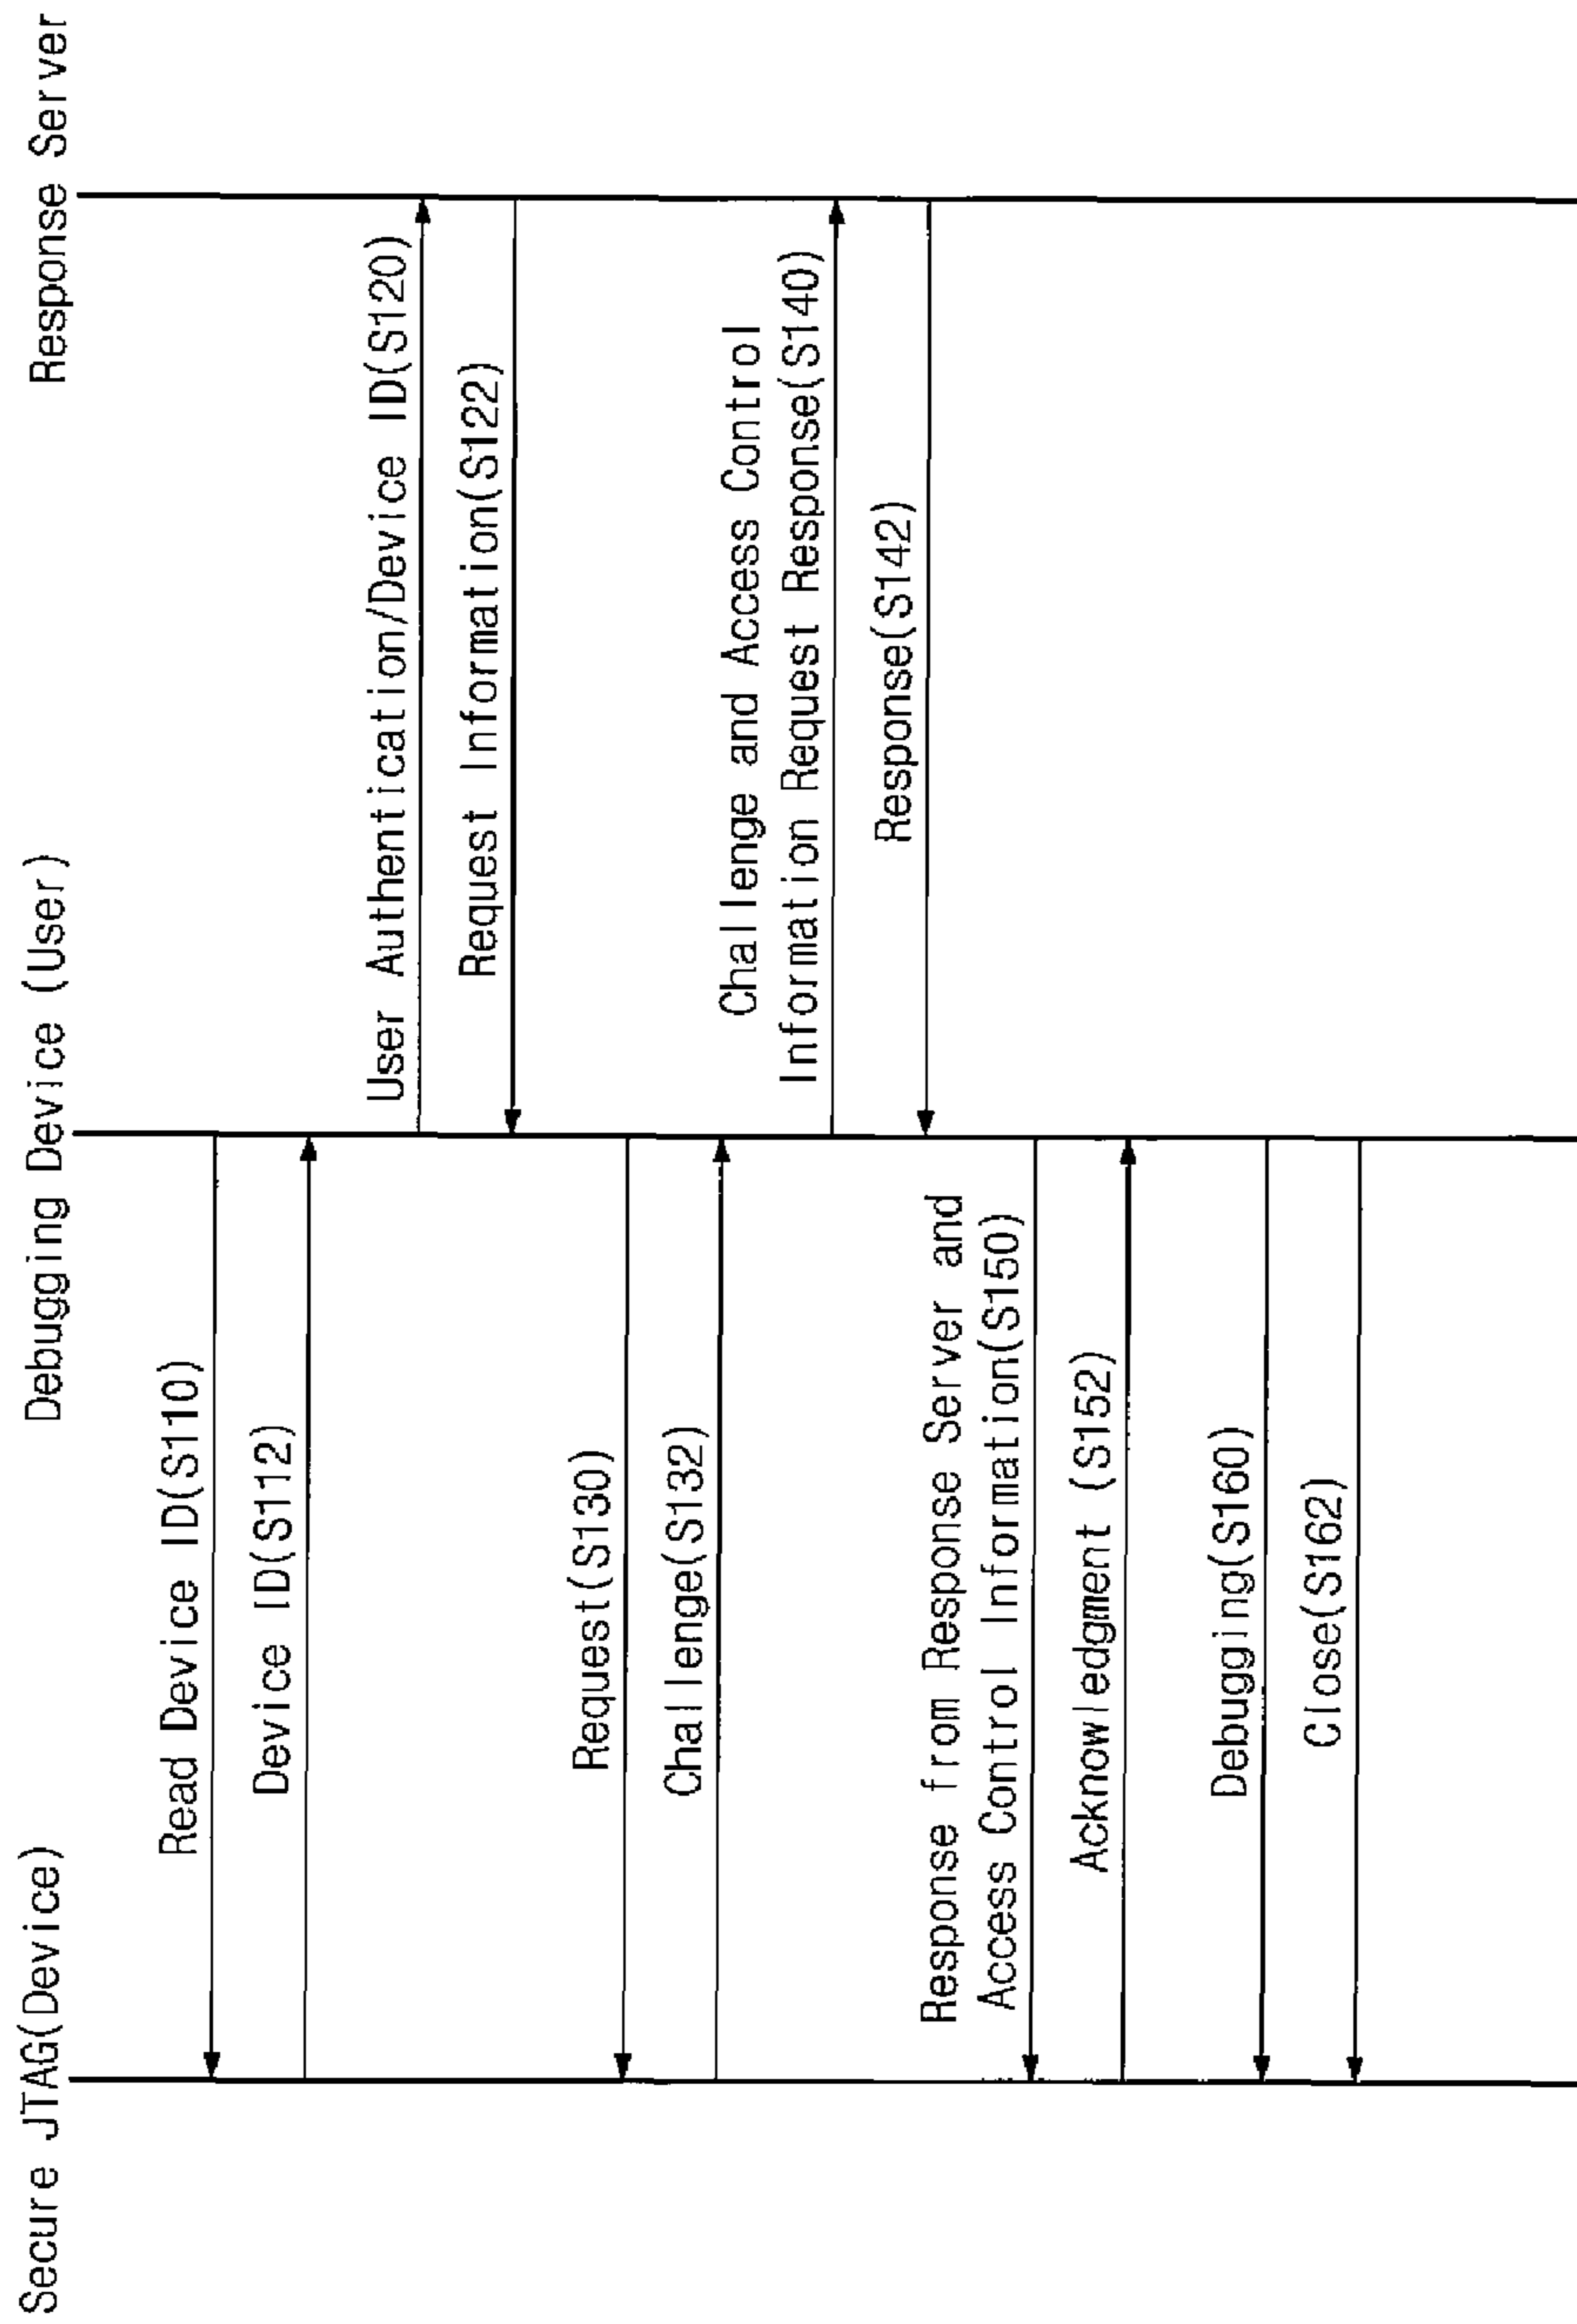 Secure JTAG(Device)
Debugging Device (User)
Response Server
Read Device ID(S110)
Device ID(S112)
User Authentication/Device ID(S120)
Request Information(S122)
Request(S130)
Challenge(S132)
Challenge and Access Control
Information Request Response(S140)
Response(S142)
Response from Response Server and
Access Control Information(S150)
Acknowledgment (S152)
Debugging(S160)
Close(S162)